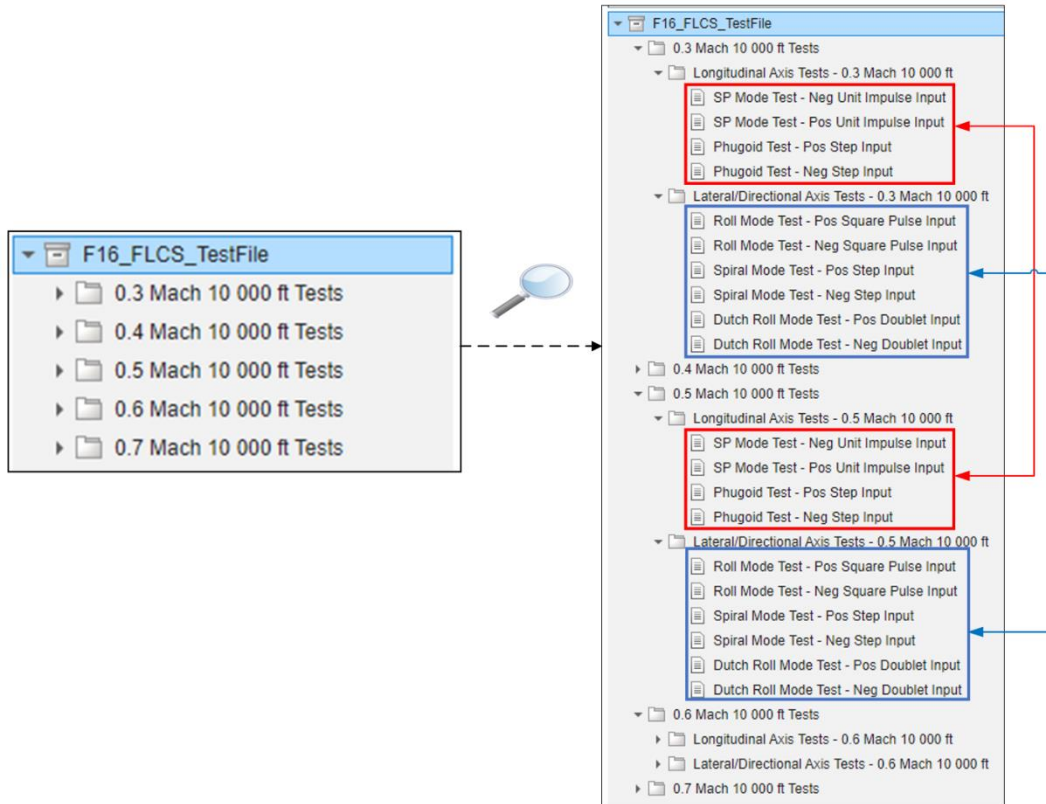 F16_FLCS_TestFile
0.3 Mach 10 000 ft Tests
0.4 Mach 10 000 ft Tests
0.5 Mach 10 000 ft Tests
0.6 Mach 10 000 ft Tests
0.7 Mach 10 000 ft Tests
F16_FLCS_TestFile
0.3 Mach 10 000 ft Tests
Longitudinal Axis Tests - 0.3 Mach 10 000 ft
SP Mode Test - Neg Unit Impulse Input
SP Mode Test - Pos Unit Impulse Input
Phugoid Test - Pos Step Input
Phugoid Test - Neg Step Input
Lateral/Directional Axis Tests - 0.3 Mach 10 000 ft
Roll Mode Test - Pos Square Pulse Input
Roll Mode Test - Neg Square Pulse Input
Spiral Mode Test - Pos Step Input
Spiral Mode Test - Neg Step Input
Dutch Roll Mode Test - Pos Doublet Input
Dutch Roll Mode Test - Neg Doublet Input
0.4 Mach 10 000 ft Tests
0.5 Mach 10 000 ft Tests
Longitudinal Axis Tests - 0.5 Mach 10 000 ft
SP Mode Test - Neg Unit Impulse Input
SP Mode Test - Pos Unit Impulse Input
Phugoid Test - Pos Step Input
Phugoid Test - Neg Step Input
Lateral/Directional Axis Tests - 0.5 Mach 10 000 ft
Roll Mode Test - Pos Square Pulse Input
Roll Mode Test - Neg Square Pulse Input
Spiral Mode Test - Pos Step Input
Spiral Mode Test - Neg Step Input
Dutch Roll Mode Test - Pos Doublet Input
Dutch Roll Mode Test - Neg Doublet Input
0.6 Mach 10 000 ft Tests
Longitudinal Axis Tests - 0.6 Mach 10 000 ft
Lateral/Directional Axis Tests - 0.6 Mach 10 000 ft
0.7 Mach 10 000 ft Tests